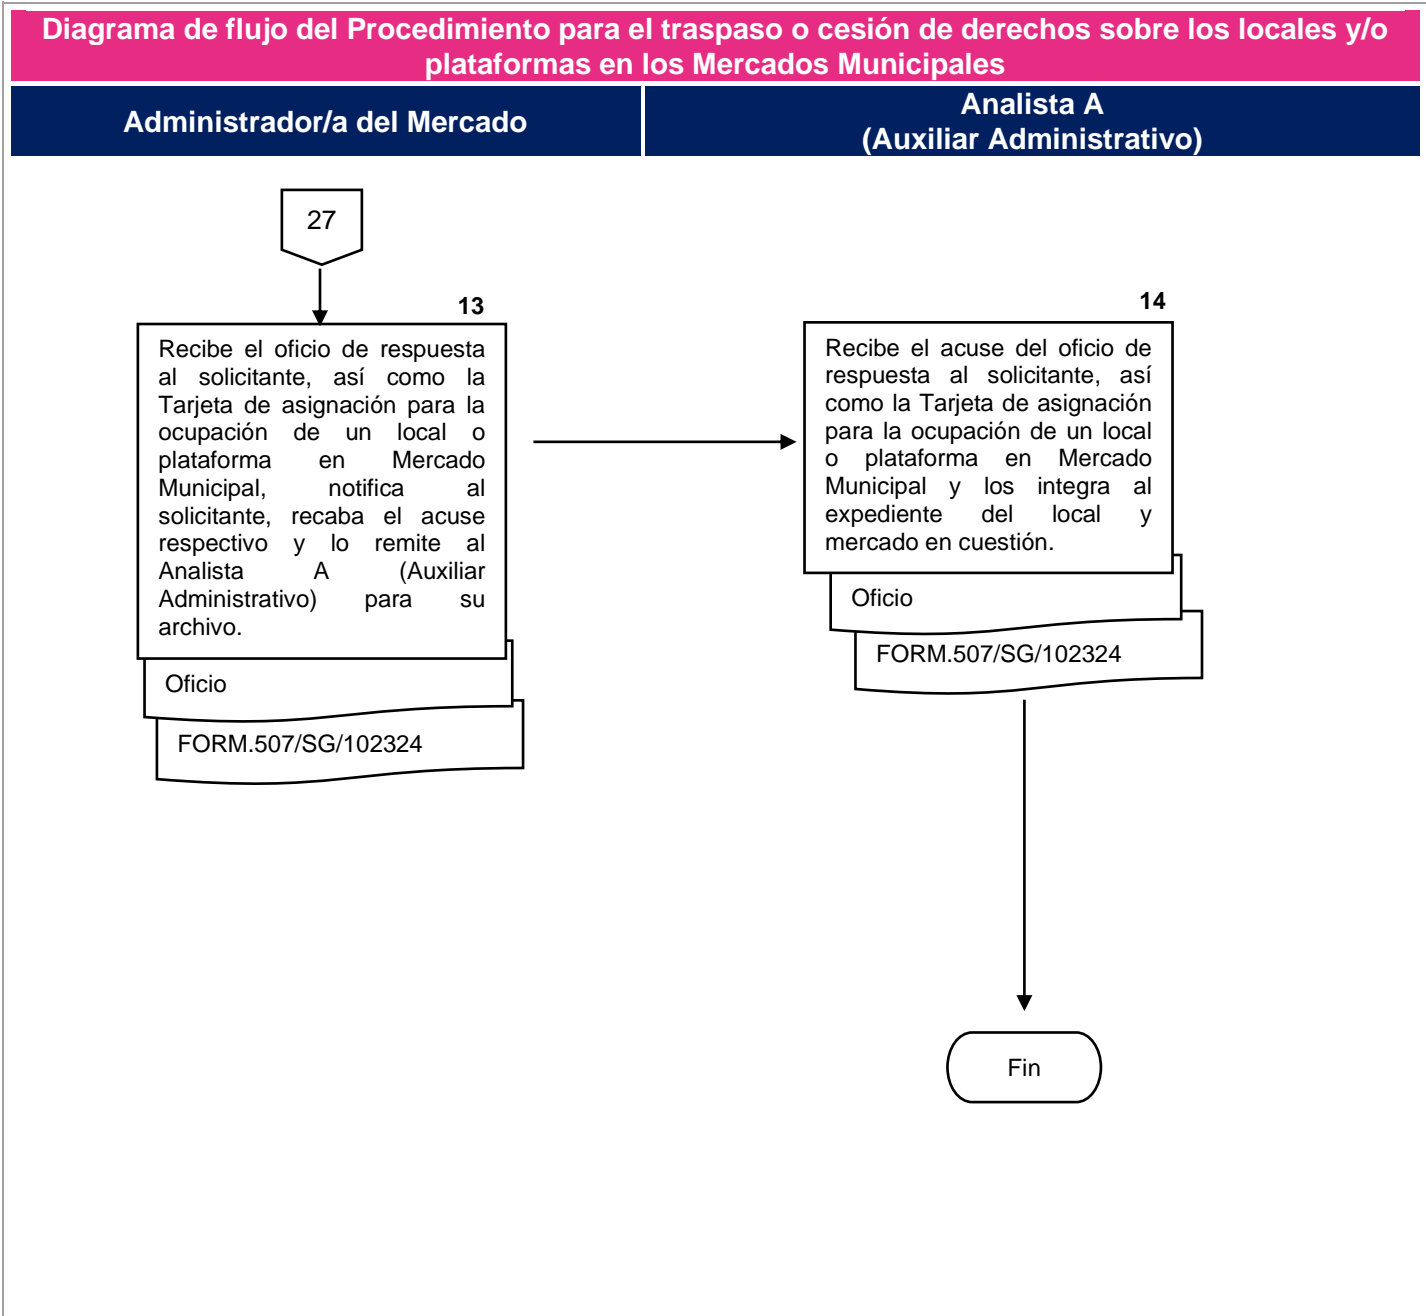 Diagrama de flujo del Procedimiento para el traspaso o cesión de derechos sobre los locales y/o
plataformas en los Mercados Municipales
Administrador/a del Mercado
Analista A
(Auxiliar Administrativo)
27
13
Recibe el oficio de respuesta
al solicitante, así como la
Tarjeta de asignación para la
ocupación de un local o
plataforma en Mercado
Municipal, notifica al
solicitante, recaba el acuse
respectivo y lo remite al
Analista A (Auxiliar
Administrativo) para su
archivo.
Oficio
FORM.507/SG/102324
14
Recibe el acuse del oficio de
respuesta al solicitante, así
como la Tarjeta de asignación
para la ocupación de un local
o plataforma en Mercado
Municipal y los integra al
expediente del local y
mercado en cuestión.
Oficio
FORM.507/SG/102324
Fin